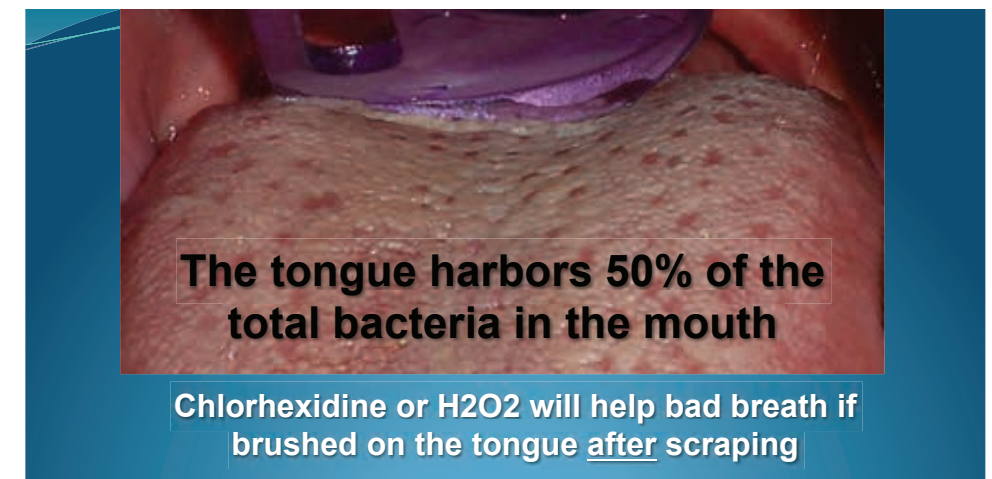 The tongue harbors 50% of the
total bacteria in the mouth
Chlorhexidine or H2O2 will help bad breath if
brushed on the tongue after scraping